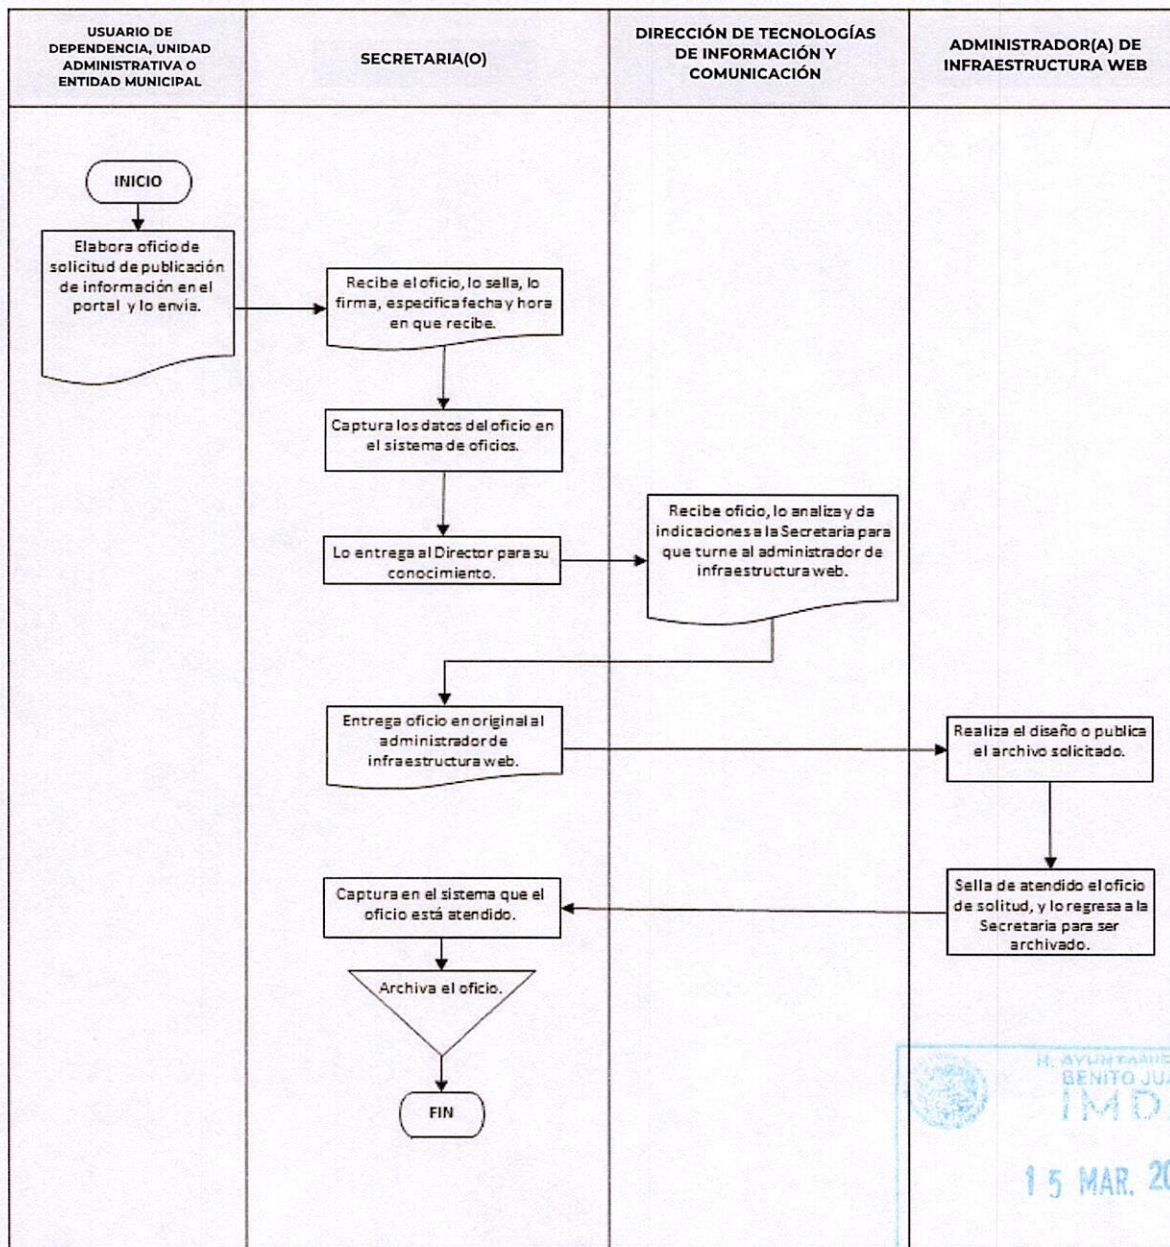 USUARIO DE
DEPENDENCIA, UNIDAD
ADMINISTRATIVA O
ENTIDAD MUNICIPAL
SECRETARIA(O)
DIRECCIÓN DE TECNOLOGÍAS
DE INFORMACIÓN Y
COMUNICACIÓN
ADMINISTRADOR(A) DE
INFRAESTRUCTURA WEB
INICIO
Elabora oficio de
solicitud de publicación
de información en el
portal y lo envía.
Recibe el oficio, lo sella, lo
firma, especifica fecha y hora
en que recibe.
Captura los datos del oficio en
el sistema de oficios.
Lo entrega al Director para su
conocimiento.
Recibe oficio, lo analiza y da
indicaciones a la Secretaria para
que turne al administrador de
infraestructura web.
Entrega oficio en original al
administrador de
infraestructura web.
Realiza el diseño o publica
el archivo solicitado.
Sella de atendido el oficio
de solitud, y lo regresa a la
Secretaria para ser
archivado.
Captura en el sistema que el
oficio está atendido.
Archiva el oficio.
FIN
H. AYUNTAMIE
BENITO JUA
IMD
15 MAR. 20